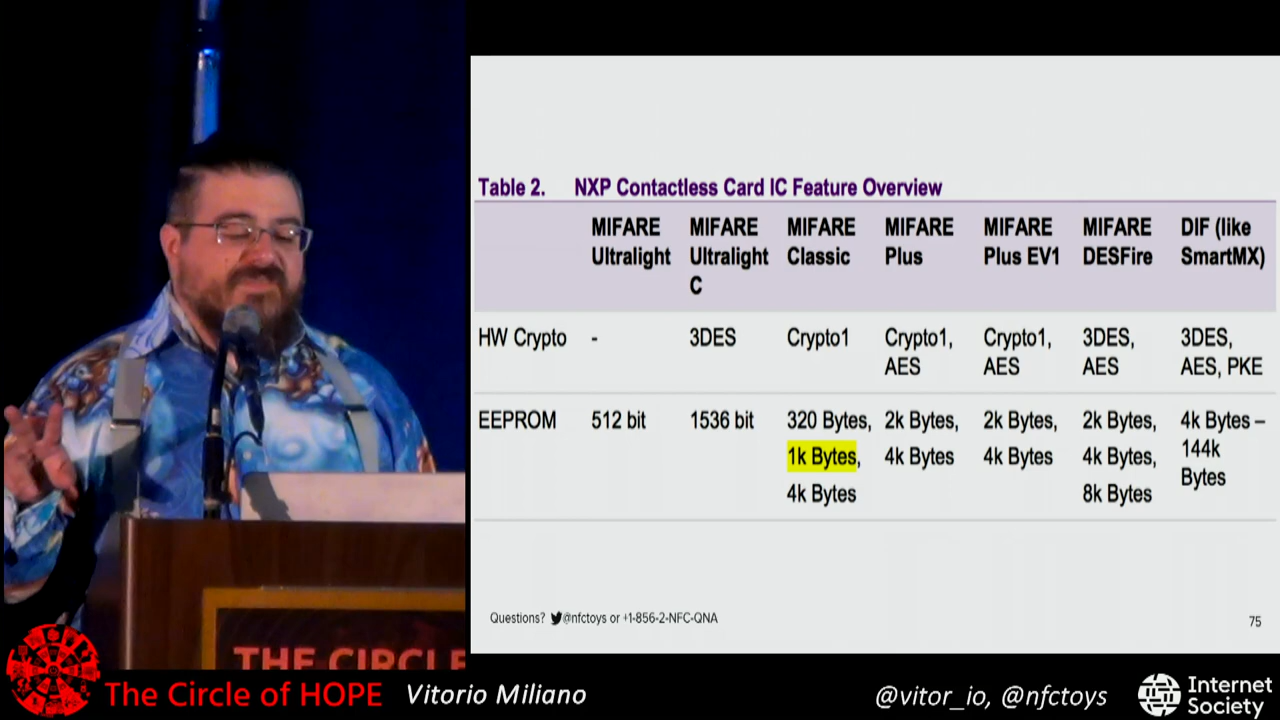 Table 2. NXP Contactless Card IC Feature Overview
MIFARE Ultralight MIFARE Ultralight C MIFARE Classic MIFARE Plus MIFARE Plus EV1 MIFARE DESFire DIF (like SmartMX)
HW Crypto - 3DES Crypto1 Crypto1, AES Crypto1, AES 3DES, AES 3DES, AES, PKE
EEPROM 512 bit 1536 bit 320 Bytes, 1k Bytes, 4k Bytes 2k Bytes, 4k Bytes 2k Bytes, 4k Bytes 2k Bytes, 4k Bytes, 8k Bytes 4k Bytes – 144k Bytes
Questions? @nfctoys or +1-856-2-NFC-QNA
75
THE CIRCLE
The Circle of HOPE Vitorio Miliano @vitor_io, @nfctoys Internet Society